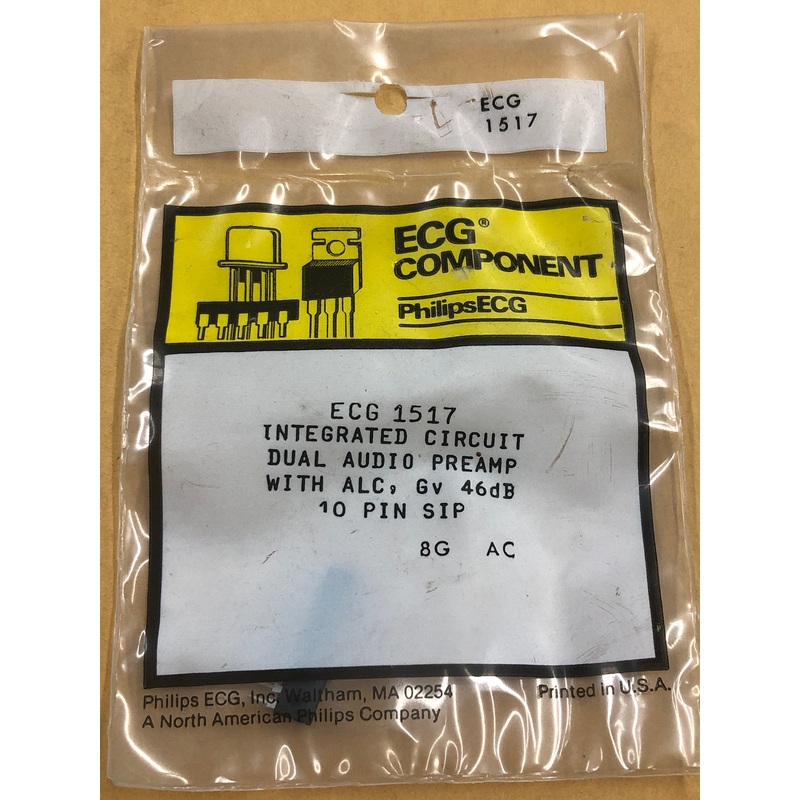 ECG
1517
ECG®
COMPONENT
PhilipsECG
ECG 1517
INTEGRATED CIRCUIT
DUAL AUDIO PREAMP
WITH ALC, Gv 46dB
10 PIN SIP
8G AC
Philips ECG, Inc. Waltham, MA 02254 Printed in U.S.A.
A North American Philips Company